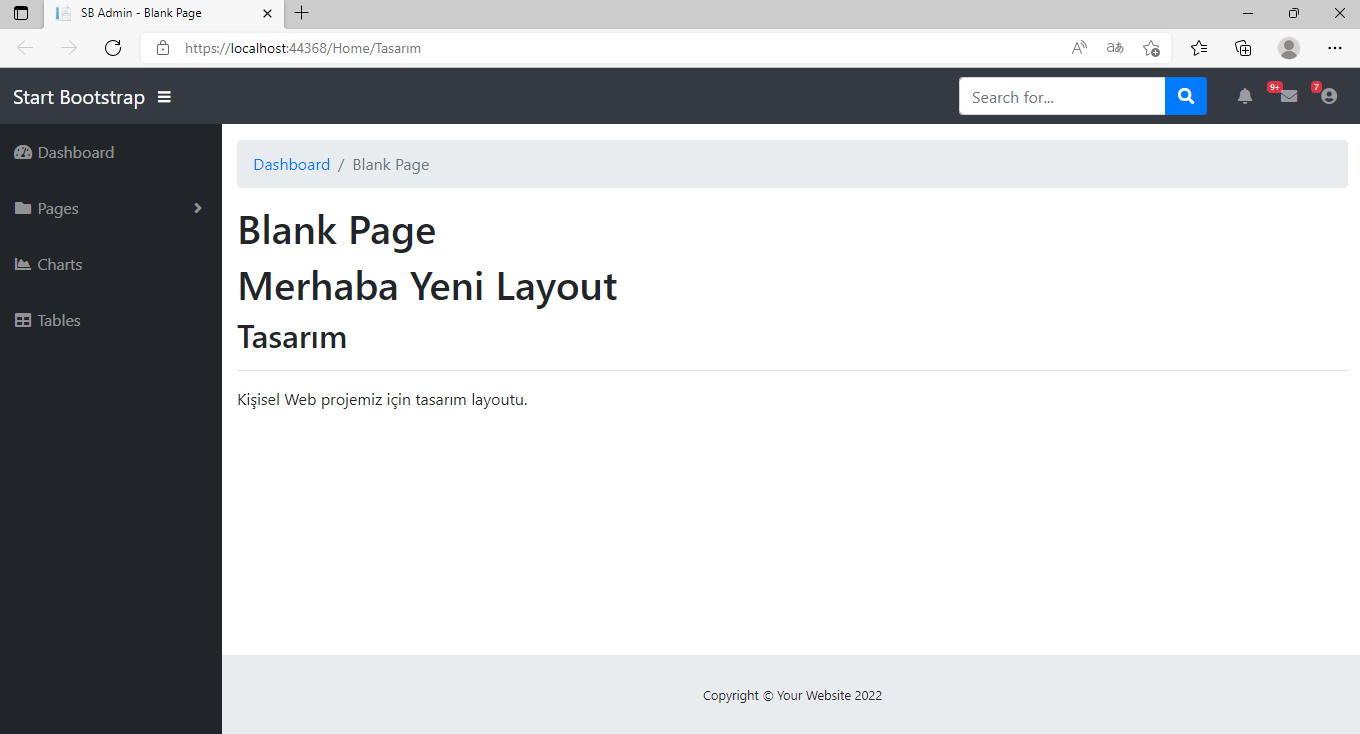 SB Admin - Blank Page
https://localhost:44368/Home/Tasarım
aあ
Start Bootstrap
Search for...
9+
7
Dashboard
Dashboard / Blank Page
Pages
Blank Page
Charts
Merhaba Yeni Layout
Tables
Tasarım
Kişisel Web projemiz için tasarım layoutu.
Copyright © Your Website 2022